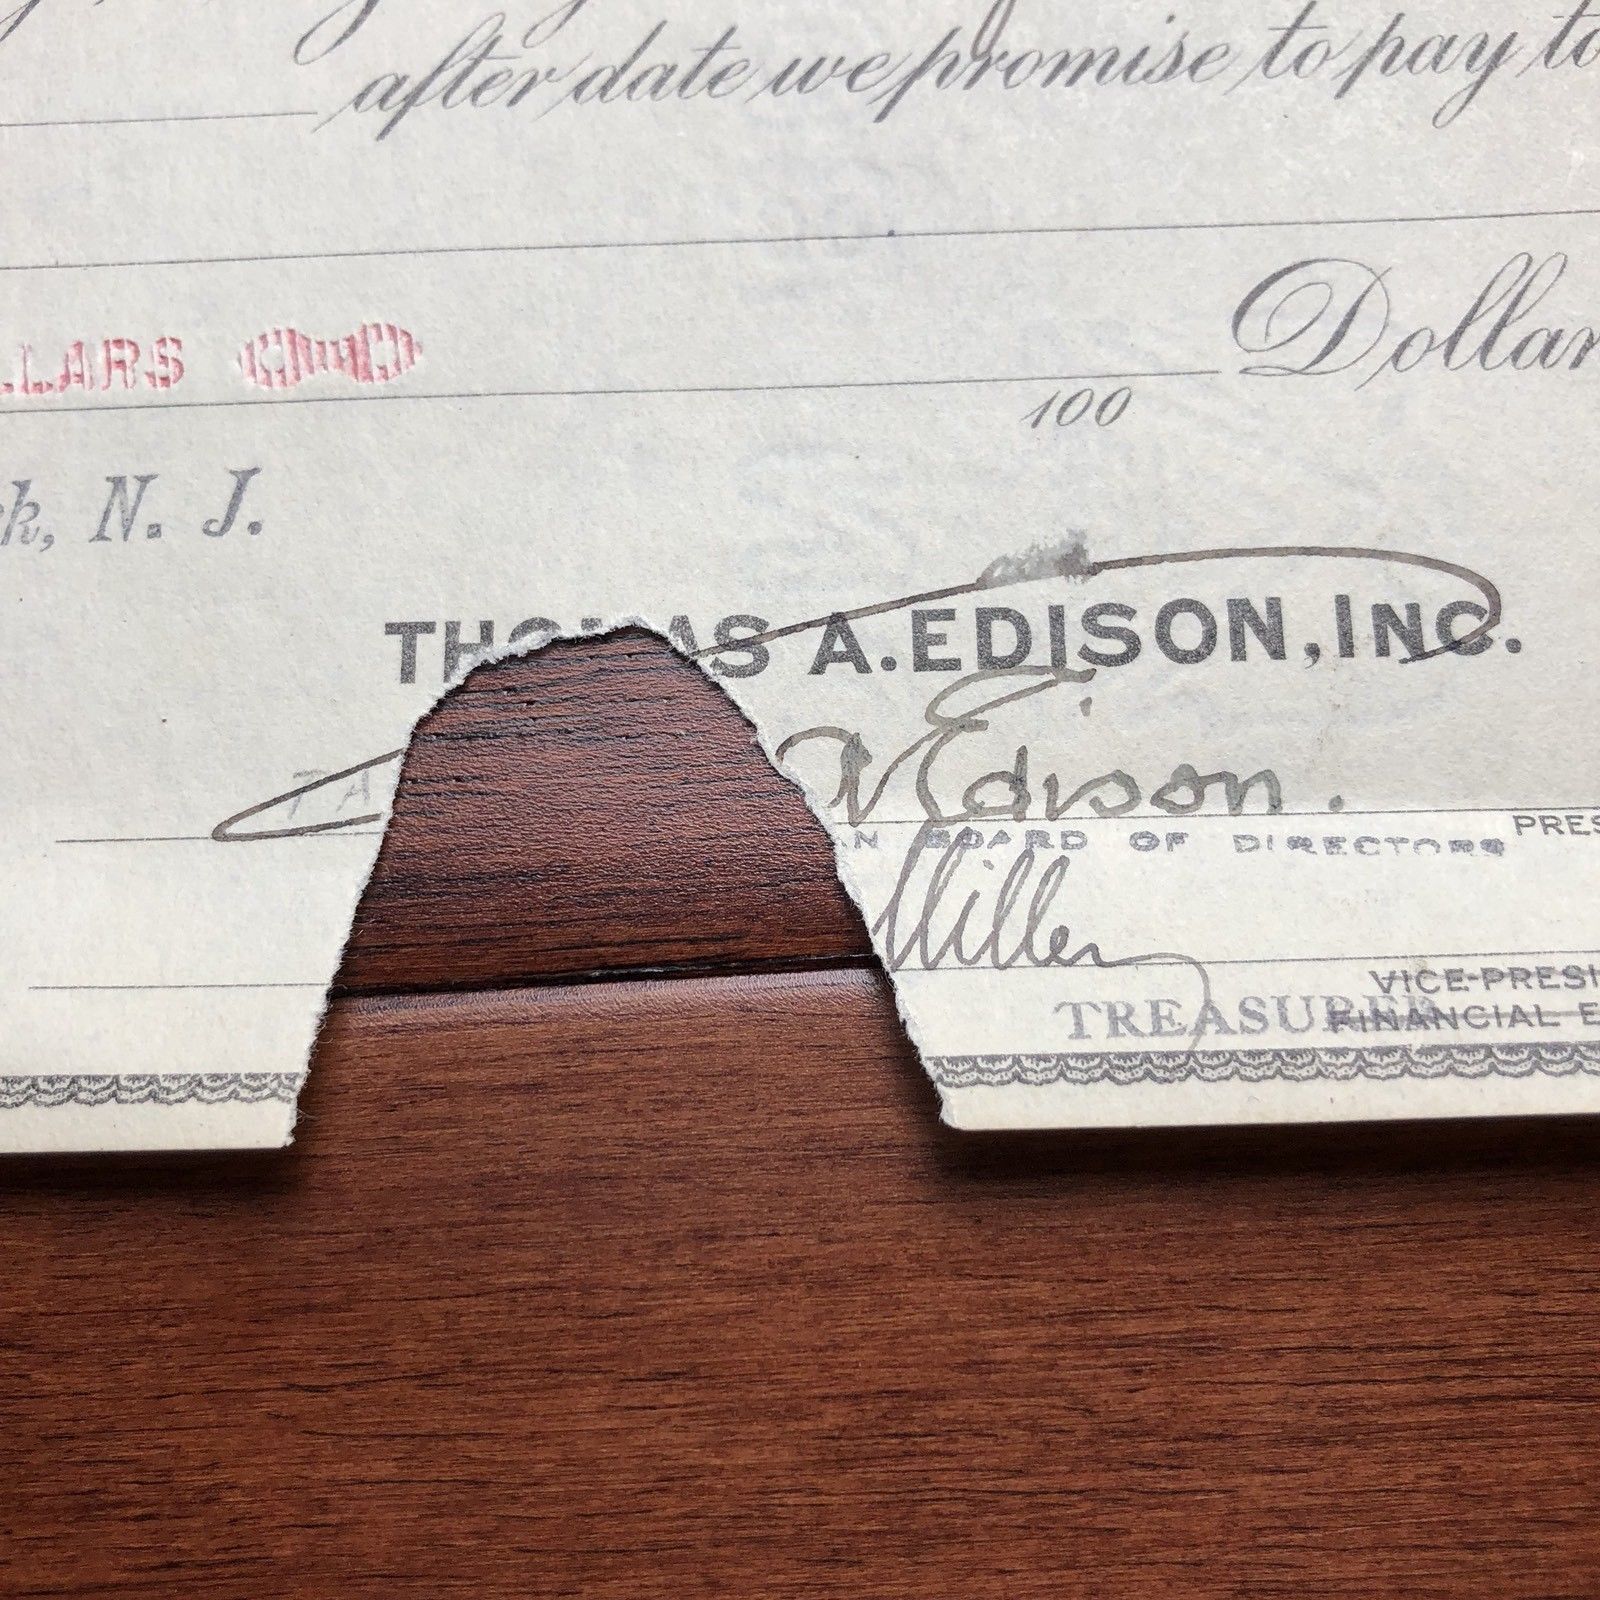 after date we promise to pay to
LLARS
100 Dollar
k, N. J.
THOMAS A. EDISON, INC.
A Edison.
PRES
N BOARD OF DIRECTORS
Miller
VICE-PRESI
TREASURER
FINANCIAL E